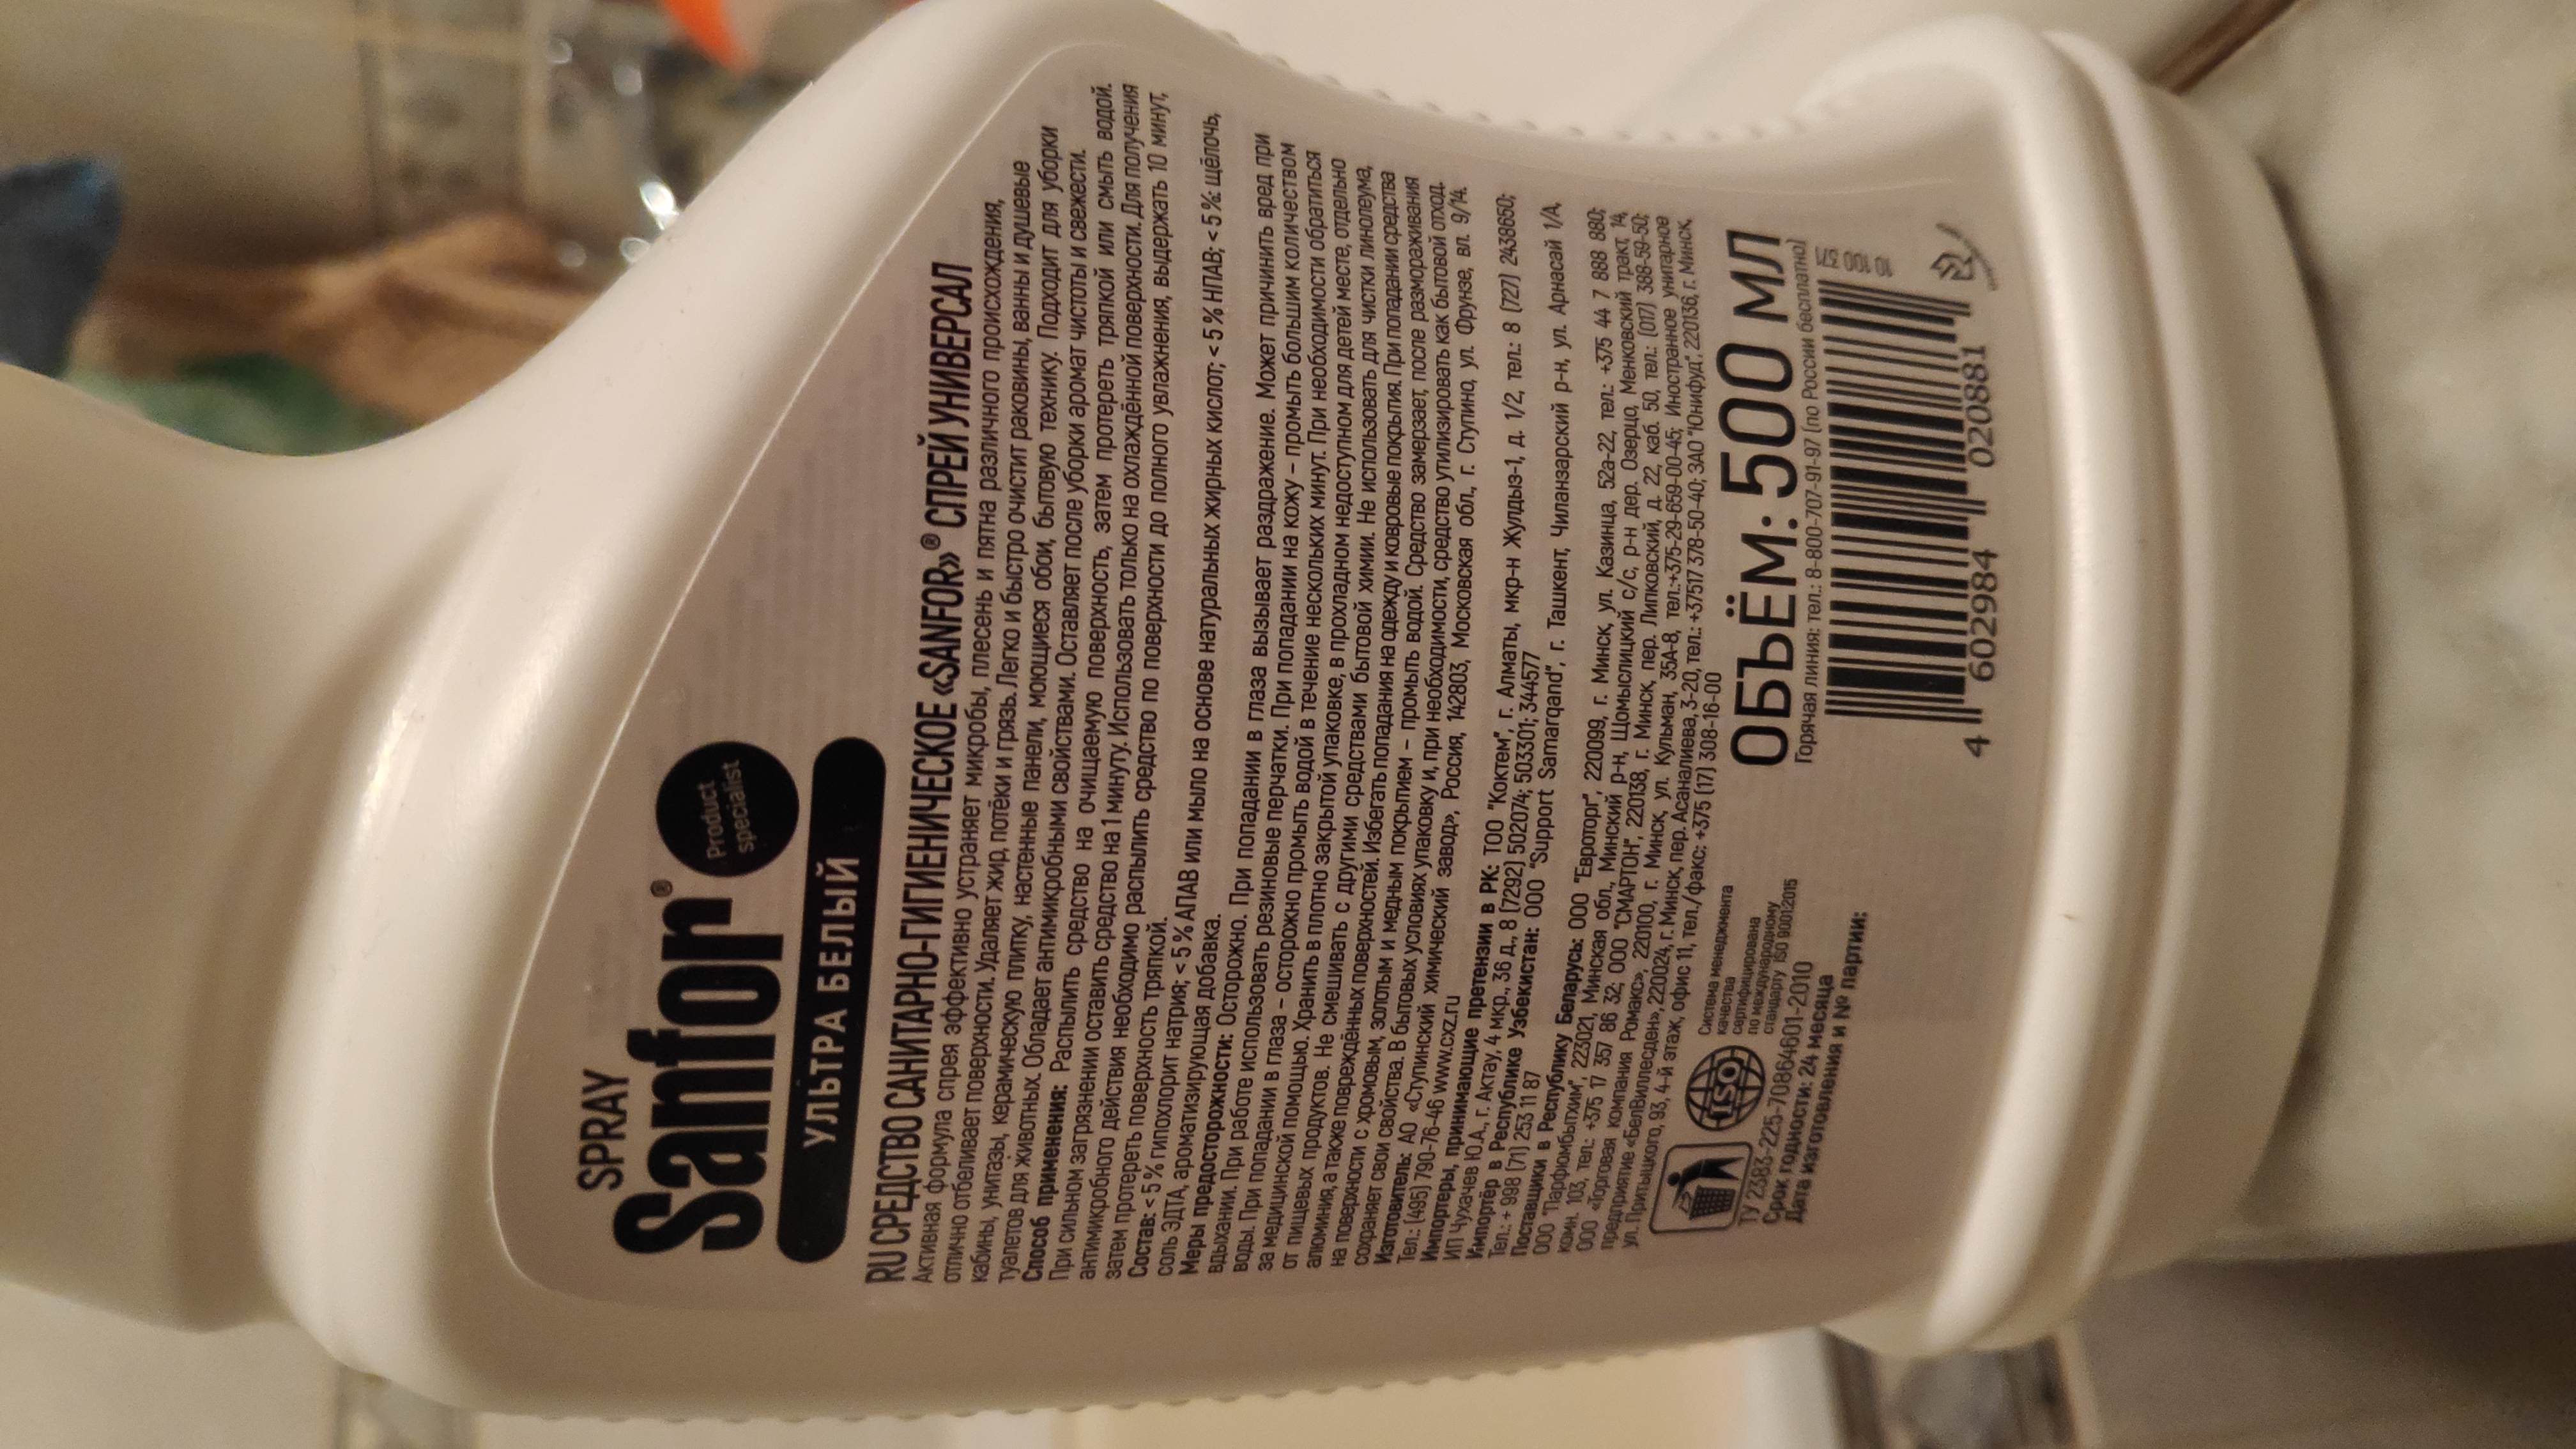 SPRAY
Sanfor®
Product
specialist
УЛЬТРА БЕЛЫЙ
RU СРЕДСТВО САНИТАРНО-ГИГИЕНИЧЕСКОЕ «SANFOR»® СПРЕЙ УНИВЕРСАЛ
Активная формула спрея эффективно устраняет микробы, плесень и пятна различного происхождения,
отлично отбеливает поверхности. Удаляет жир, потёки и грязь. Легко и быстро очистит раковины, ванны и душевые
кабины, унитазы, керамическую плитку, настенные панели, моющиеся обои, бытовую технику. Подходит для уборки
туалетов для животных. Обладает антимикробными свойствами. Оставляет после уборки аромат чистоты и свежести.
Способ применения: Распылить средство на очищаемую поверхность, затем протереть тряпкой или смыть водой.
При сильном загрязнении оставить средство на 1 минуту. Использовать только на охлаждённой поверхности. Для получения
антимикробного действия необходимо распылить средство по поверхности до полного увлажнения, выдержать 10 минут,
затем протереть поверхность тряпкой.
Состав: < 5 % гипохлорит натрия; < 5 % АПАВ или мыло на основе натуральных жирных кислот; < 5 % НПАВ; < 5 %: щёлочь,
соль ЭДТА, ароматизирующая добавка.
Меры предосторожности: Осторожно. При попадании в глаза вызывает раздражение. Может причинить вред при
вдыхании. При работе использовать резиновые перчатки. При попадании на кожу – промыть большим количеством
воды. При попадании в глаза – осторожно промыть водой в течение нескольких минут. При необходимости обратиться
за медицинской помощью. Хранить в плотно закрытой упаковке, в прохладном недоступном для детей месте, отдельно
от пищевых продуктов. Не смешивать с другими средствами бытовой химии. Не использовать для чистки линолеума,
алюминия, а также повреждённых поверхностей. Избегать попадания на одежду и ковровые покрытия. При попадании средства
на поверхности с хромовым, золотым и медным покрытием – промыть водой. Средство замерзает, после размораживания
сохраняет свои свойства. В бытовых условиях упаковку и, при необходимости, средство утилизировать как бытовой отход.
Изготовитель: АО «Ступинский химический завод», Россия, 142803, Московская обл., г. Ступино, ул. Фрунзе, вл. 9/14.
Тел.: (495) 790-76-46 www.cxz.ru
Импортеры, принимающие претензии в РК: ТОО "Коктем", г. Алматы, мкр-н Жулдыз-1, д. 1/2, тел.: 8 (727) 2438650;
ИП Чухачев Ю.А., г. Актау, 4 мкр., 36 д., 8 (7292) 502074; 503301; 344577
Импортёр в Республике Узбекистан: ООО "Support Samarqand", г. Ташкент, Чиланзарский р-н, ул. Арнасай 1/А,
Тел.: + 998 (71) 253 11 87
Поставщики в Республику Беларусь: ООО "Евроторг", 220099, г. Минск, ул. Казинца, 52а-22, тел.: +375 44 7 888 880;
ООО "Парфюмбытхим", 223021, Минская обл., Минский р-н, Щомыслицкий с/с, р-н дер. Озерцо, Менковский тракт, 14,
комн. 103, тел.: +375 17 357 86 32; ООО "СМАРТОН", 220138, г. Минск, пер. Липковский, д. 22, каб. 50, тел.: (017) 388-59-50;
ООО «Торговая компания Ромакс», 220100, г. Минск, ул. Кульман, 35А-8, тел.:+375-29-659-00-45; Иностранное унитарное
предприятие «БелВиллесден», 220024, г. Минск, пер. Асаналиева, 3-20, тел.: +37517 378-50-40; ЗАО "Юнифуд", 220136, г. Минск,
ул. Притыцкого, 93, 4-й этаж, офис 11, тел./факс: +375 (17) 308-16-00
ISO
Система менеджмента
качества
сертифицирована
по международному
стандарту ISO 9001:2015
ТУ 2383-225-70864601-2010
Срок годности: 24 месяца
Дата изготовления и № партии:
ОБЪЁМ: 500 МЛ
Горячая линия: тел.: 8-800-707-91-97 (по России бесплатно)
4 602984 020881